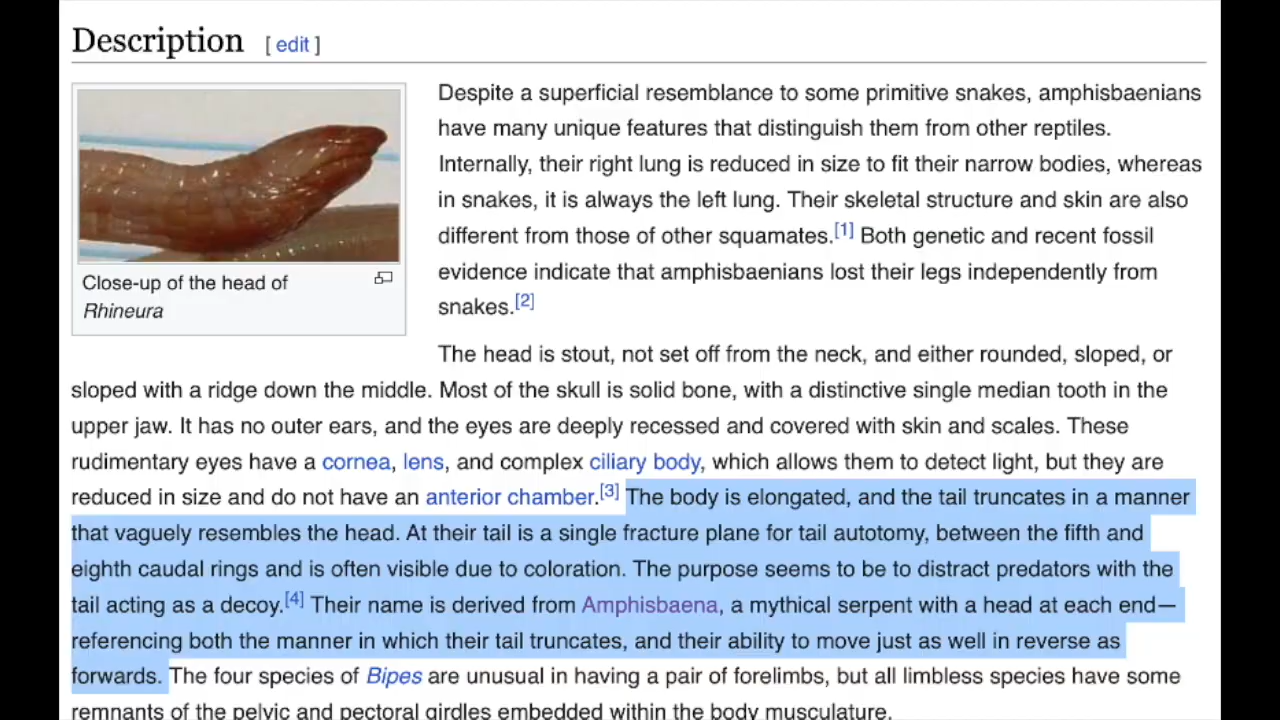 Description [ edit ]
Despite a superficial resemblance to some primitive snakes, amphisbaenians
have many unique features that distinguish them from other reptiles.
Internally, their right lung is reduced in size to fit their narrow bodies, whereas
in snakes, it is always the left lung. Their skeletal structure and skin are also
different from those of other squamates.[1] Both genetic and recent fossil
evidence indicate that amphisbaenians lost their legs independently from
snakes.[2]
Close-up of the head of
Rhineura
The head is stout, not set off from the neck, and either rounded, sloped, or
sloped with a ridge down the middle. Most of the skull is solid bone, with a distinctive single median tooth in the
upper jaw. It has no outer ears, and the eyes are deeply recessed and covered with skin and scales. These
rudimentary eyes have a cornea, lens, and complex ciliary body, which allows them to detect light, but they are
reduced in size and do not have an anterior chamber.[3] The body is elongated, and the tail truncates in a manner
that vaguely resembles the head. At their tail is a single fracture plane for tail autotomy, between the fifth and
eighth caudal rings and is often visible due to coloration. The purpose seems to be to distract predators with the
tail acting as a decoy.[4] Their name is derived from Amphisbaena, a mythical serpent with a head at each end—
referencing both the manner in which their tail truncates, and their ability to move just as well in reverse as
forwards. The four species of Bipes are unusual in having a pair of forelimbs, but all limbless species have some
remnants of the pelvic and pectoral girdles embedded within the body musculature.